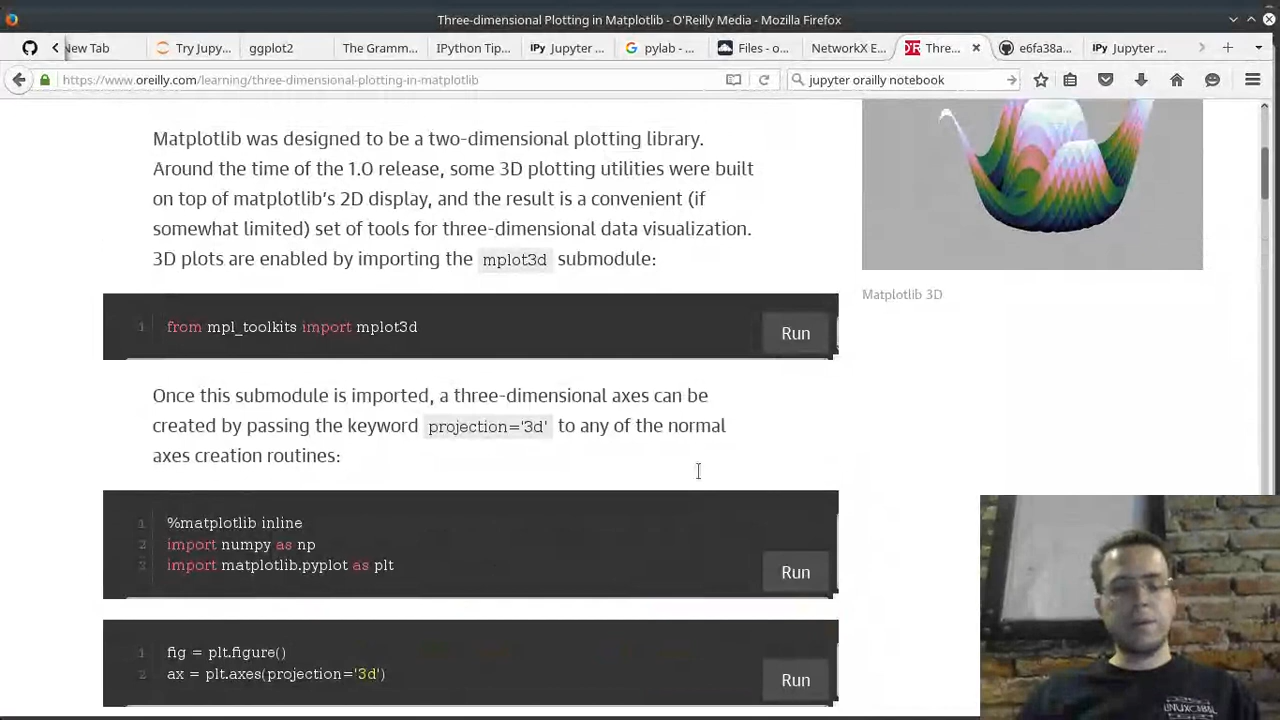 Three-dimensional Plotting in Matplotlib - O'Reilly Media - Mozilla Firefox
New Tab
Try Jupy...
ggplot2
The Gramm...
IPython Tip...
IPy Jupyter ...
pylab - ...
Files - o...
NetworkX E...
O'R Thre...
e6fa38a...
IPy Jupyter ...
https://www.oreilly.com/learning/three-dimensional-plotting-in-matplotlib
jupyter orailly notebook
Matplotlib was designed to be a two-dimensional plotting library.
Around the time of the 1.0 release, some 3D plotting utilities were built
on top of matplotlib's 2D display, and the result is a convenient (if
somewhat limited) set of tools for three-dimensional data visualization.
3D plots are enabled by importing the mplot3d submodule:
Matplotlib 3D
1 from mpl_toolkits import mplot3d
Run
Once this submodule is imported, a three-dimensional axes can be
created by passing the keyword projection='3d' to any of the normal
axes creation routines:
1 %matplotlib inline
2 import numpy as np
3 import matplotlib.pyplot as plt
Run
1 fig = plt.figure()
2 ax = plt.axes(projection='3d')
Run